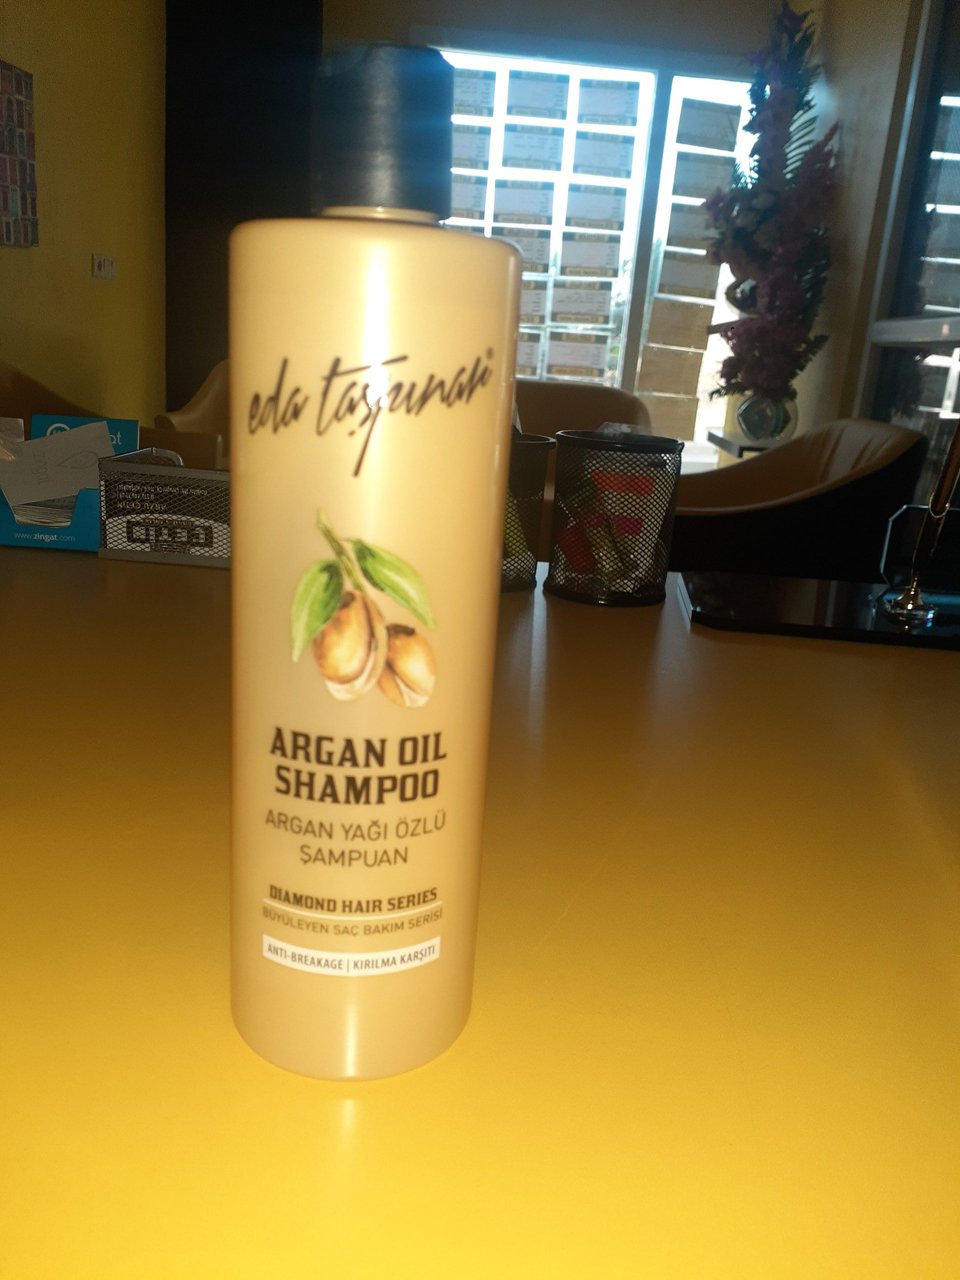 eda taşpınar
ARGAN OIL
SHAMPOO
ARGAN YAĞI ÖZLÜ
ŞAMPUAN
DIAMOND HAIR SERIES
BÜYÜLEYEN SAÇ BAKIM SERİSİ
ANTI-BREAKAGE | KIRILMA KARŞITI
www.zingat.com
ÇETİN